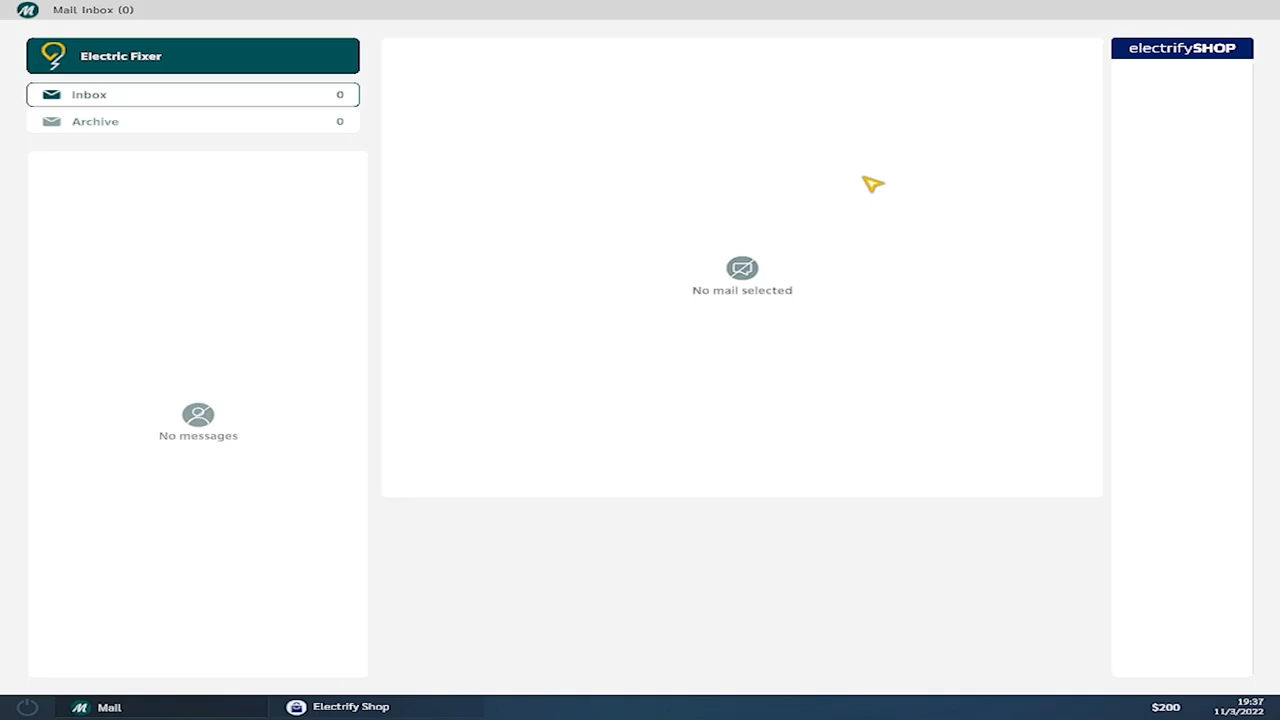 Mail Inbox (0)
Electric Fixer
Inbox 0
Archive 0
No messages
No mail selected
electrifySHOP
Mail
Electrify Shop
$200
19:37
11/3/2022